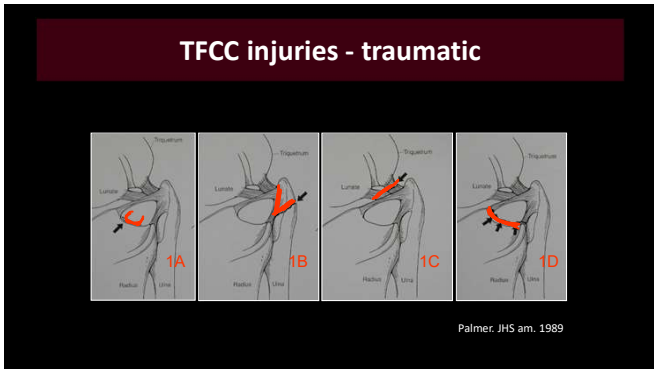 TFCC injuries - traumatic
Triquetrum
Lunate
1A
Radius
Ulna
Triquetrum
Lunate
1B
Radius
Ulna
Triquetrum
Lunate
1C
Radius
Ulna
Triquetrum
Lunate
1D
Radius
Ulna
Palmer. JHS am. 1989